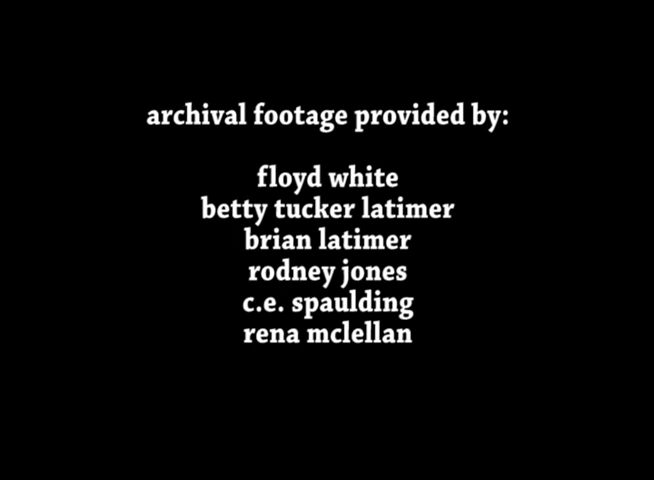 archival footage provided by:
floyd white
betty tucker latimer
brian latimer
rodney jones
c.e. spaulding
rena mclellan